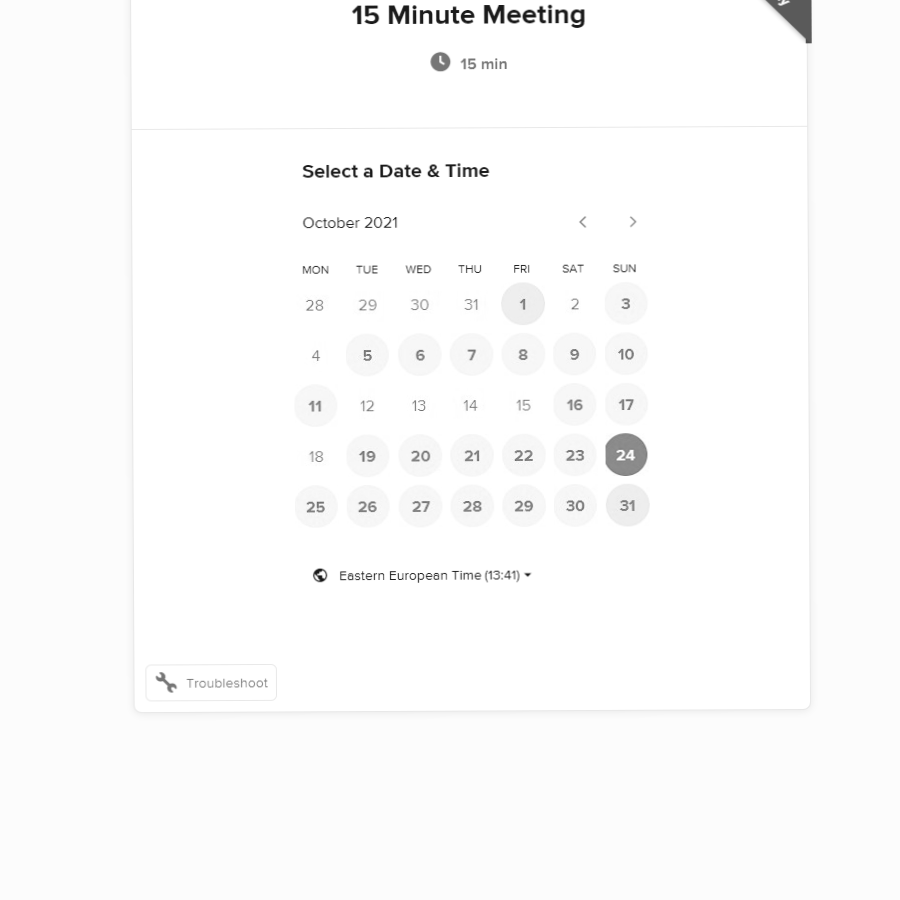 15 Minute Meeting
15 min
Select a Date & Time
October 2021
MON TUE WED THU FRI SAT SUN
28 29 30 31 1 2 3
4 5 6 7 8 9 10
11 12 13 14 15 16 17
18 19 20 21 22 23 24
25 26 27 28 29 30 31
Eastern European Time (13:41)
Troubleshoot